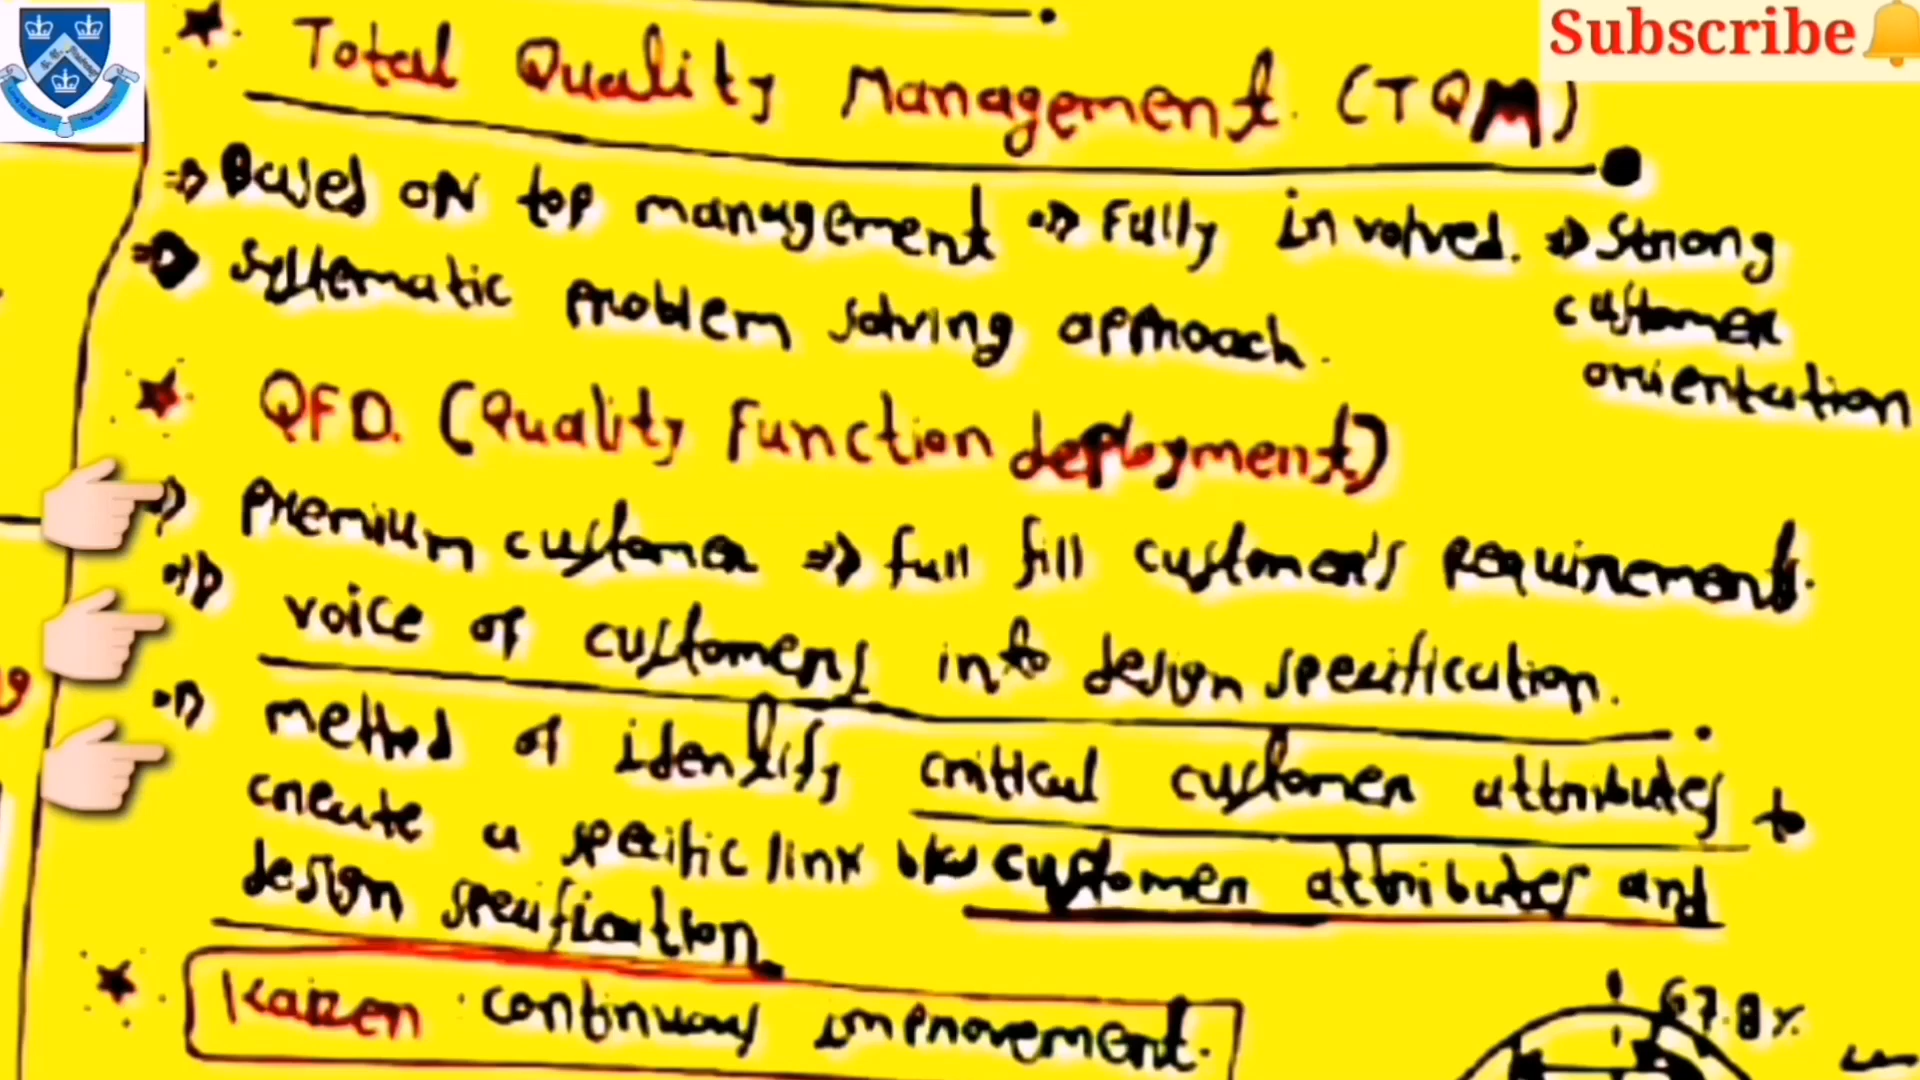 Subscribe
Total Quality Management (TQM)
⇒ Based on top management ⇒ Fully involved. ⇒ Strong
customer
orientation
⇒ Systematic problem solving approach.
QFD. (Quality Function deployment)
⇒ Premium customer ⇒ full fill customer's requirement.
⇒ voice of customers into design specification.
⇒ method of identify critical customer attributes to
create a specific link b/w customer attributes and
design specification.
Kaizen continuous improvement.
67.8%